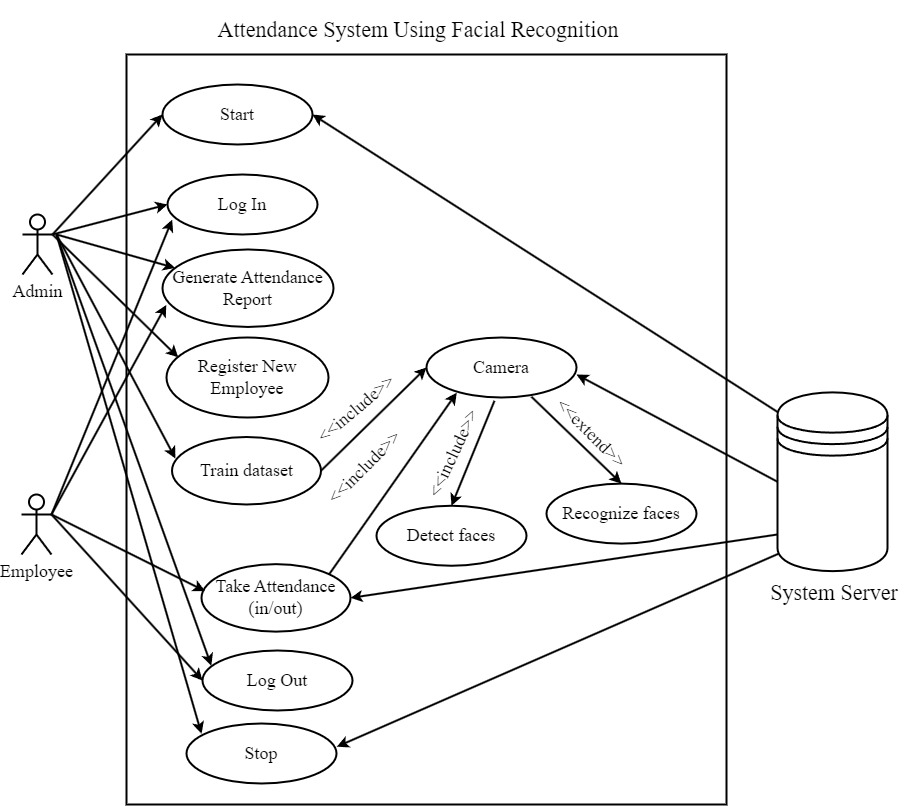 Attendance System Using Facial Recognition
Start
Log In
Admin
Generate Attendance
Report
Register New
Employee
Camera
<<include>>
<<include>>
<<include>>
<<extend>>
Train dataset
Recognize faces
Detect faces
Employee
Take Attendance
(in/out)
System Server
Log Out
Stop